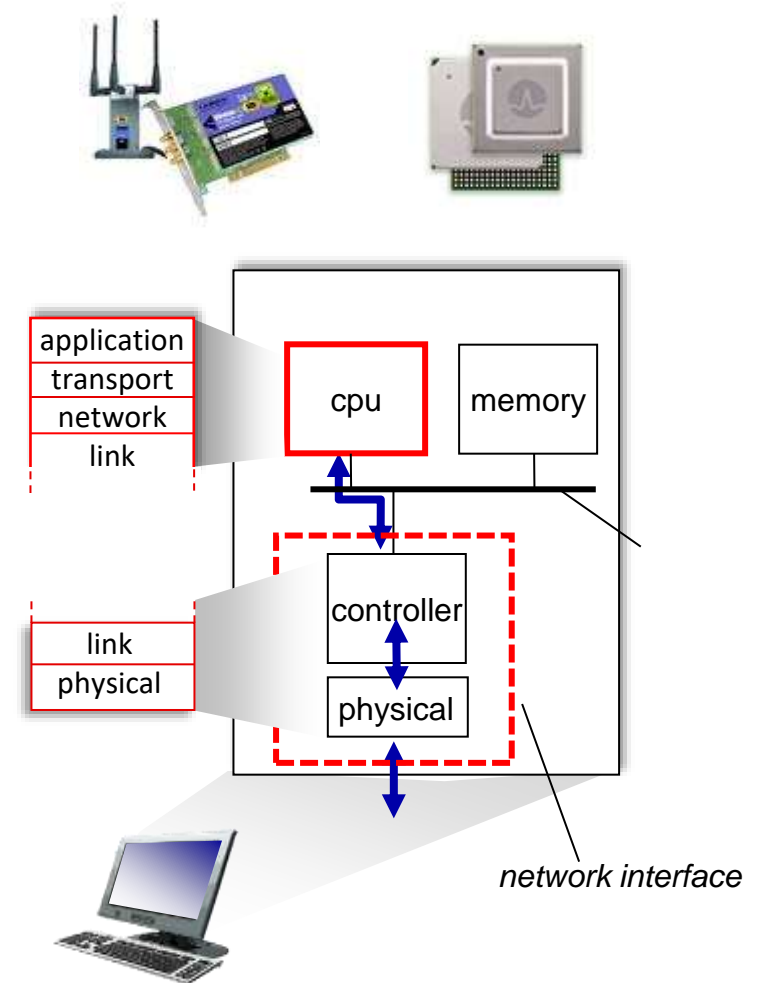 application
transport
network
link
cpu
memory
controller
link
physical
physical
network interface